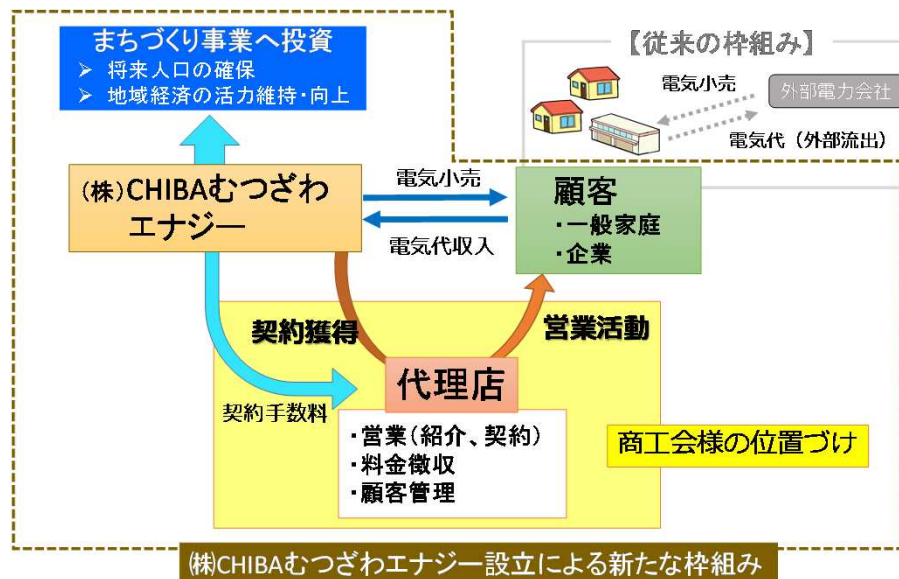 まちづくり事業へ投資
➢ 将来人口の確保
➢ 地域経済の活力維持・向上
【従来の枠組み】
電気小売
外部電力会社
電気代（外部流出）
(株)CHIBAむつざわ
エナジー
電気小売
電気代収入
顧客
・一般家庭
・企業
契約獲得
営業活動
契約手数料
代理店
・営業（紹介、契約）
・料金徴収
・顧客管理
商工会様の位置づけ
㈱CHIBAむつざわエナジー設立による新たな枠組み